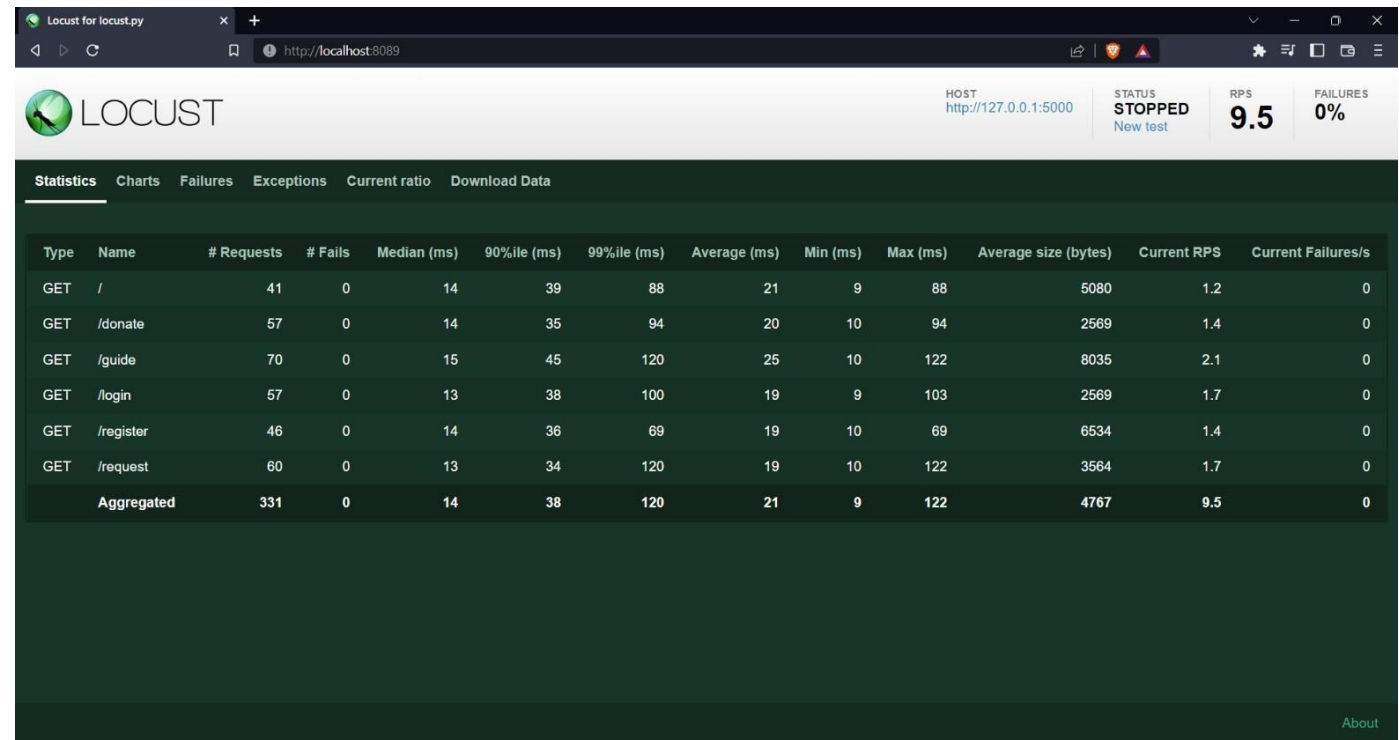 Locust for locust.py
http://localhost:8089
LOCUST
HOST
http://127.0.0.1:5000
STATUS
STOPPED
New test
RPS
9.5
FAILURES
0%
Statistics Charts Failures Exceptions Current ratio Download Data
Type Name # Requests # Fails Median (ms) 90%ile (ms) 99%ile (ms) Average (ms) Min (ms) Max (ms) Average size (bytes) Current RPS Current Failures/s
GET / 41 0 14 39 88 21 9 88 5080 1.2 0
GET /donate 57 0 14 35 94 20 10 94 2569 1.4 0
GET /guide 70 0 15 45 120 25 10 122 8035 2.1 0
GET /login 57 0 13 38 100 19 9 103 2569 1.7 0
GET /register 46 0 14 36 69 19 10 69 6534 1.4 0
GET /request 60 0 13 34 120 19 10 122 3564 1.7 0
Aggregated 331 0 14 38 120 21 9 122 4767 9.5 0
About